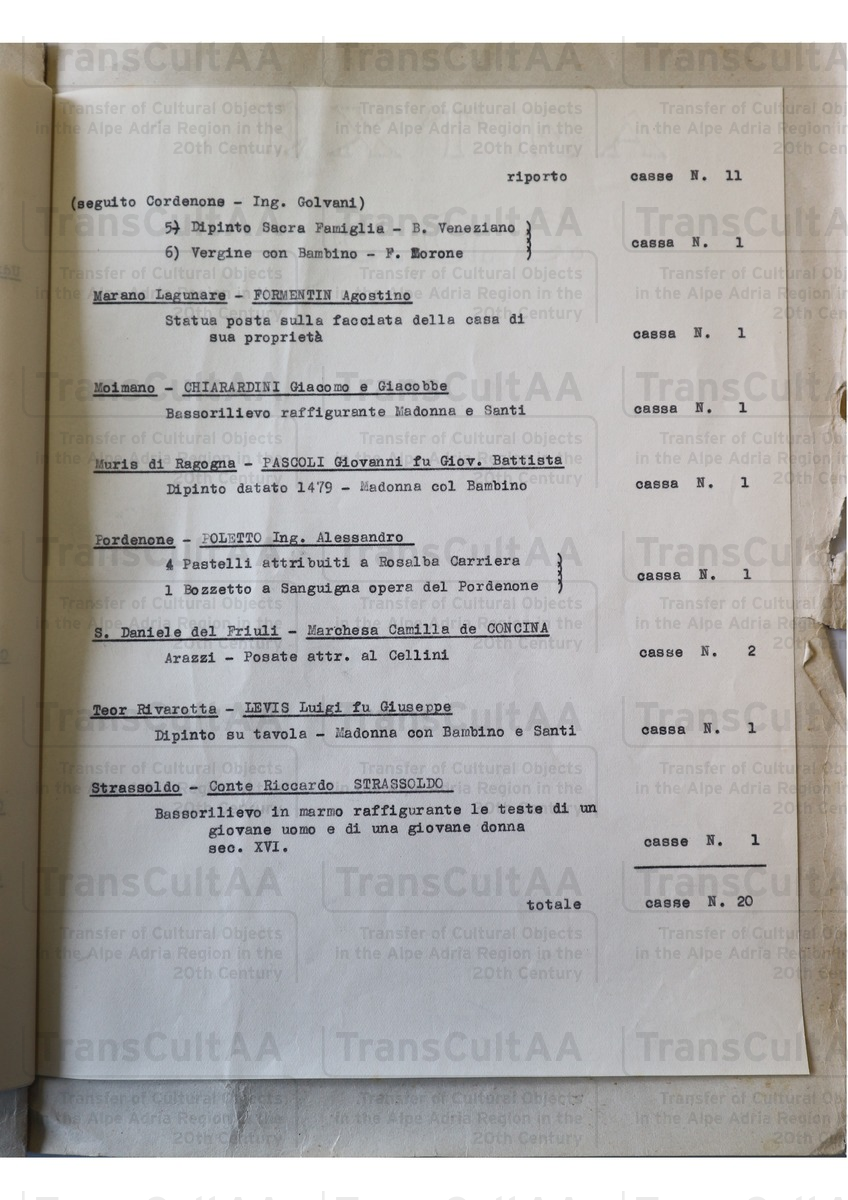 riporto casse N. 11
(seguito Cordenone - Ing. Golvani)
5) Dipinto Sacra Famiglia - B. Veneziano
cassa N. 1
6) Vergine con Bambino - F. Morone
Marano Lagunare - FORMENTIN Agostino
Statua posta sulla facciata della casa di
sua proprietà cassa N. 1
Moimano - CHIARARDINI Giacomo e Giacobbe
Bassorilievo raffigurante Madonna e Santi cassa N. 1
Muris di Ragogna - PASCOLI Giovanni fu Giov. Battista
Dipinto datato 1479 - Madonna col Bambino cassa N. 1
Pordenone - POLETTO Ing. Alessandro
4 Pastelli attribuiti a Rosalba Carriera
cassa N. 1
1 Bozzetto a Sanguigna opera del Pordenone
S. Daniele del Friuli - Marchesa Camilla de CONCINA
Arazzi - Posate attr. al Cellini casse N. 2
Teor Rivarotta - LEVIS Luigi fu Giuseppe
Dipinto su tavola - Madonna con Bambino e Santi cassa N. 1
Strassoldo - Conte Riccardo STRASSOLDO
Bassorilievo in marmo raffigurante le teste di un
giovane uomo e di una giovane donna
sec. XVI. casse N. 1
totale casse N. 20
TransCultAA
Transfer of Cultural Objects
in the Alpe Adria Region in the
20th Century